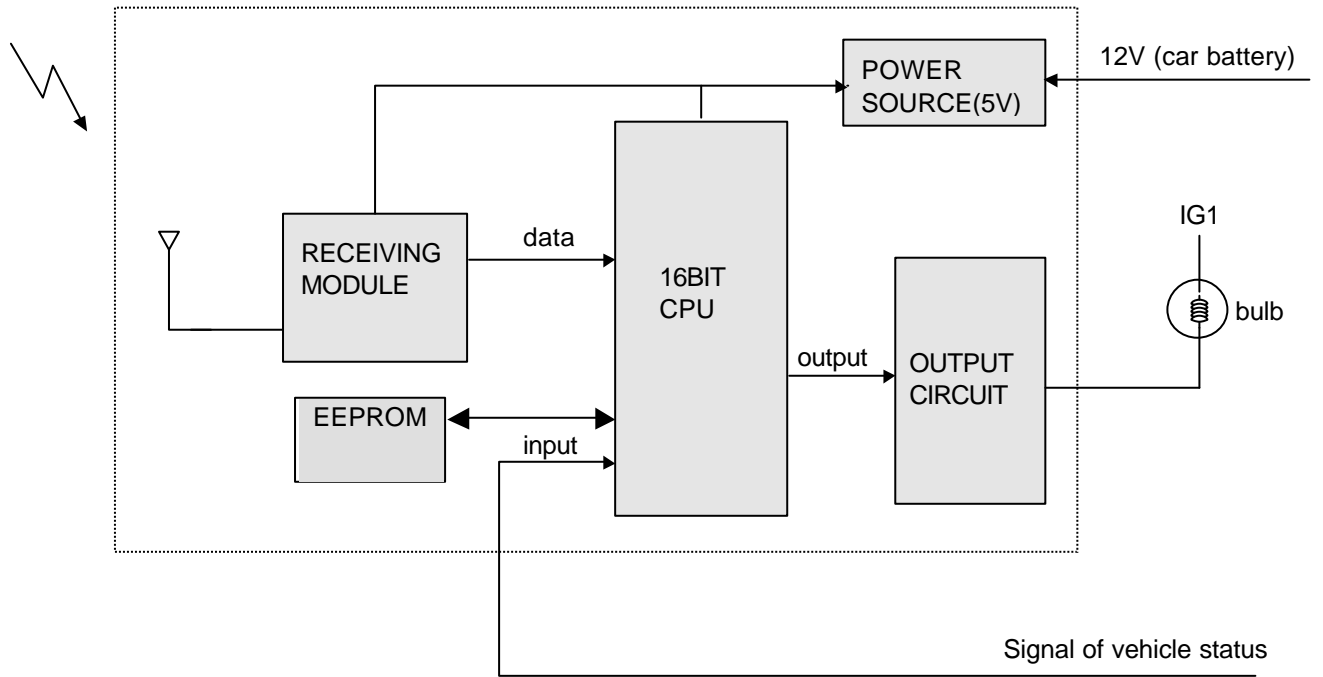 12V (car battery)
POWER
SOURCE(5V)
IG1
data
RECEIVING
MODULE
16BIT
CPU
bulb
output
OUTPUT
CIRCUIT
EEPROM
input
Signal of vehicle status